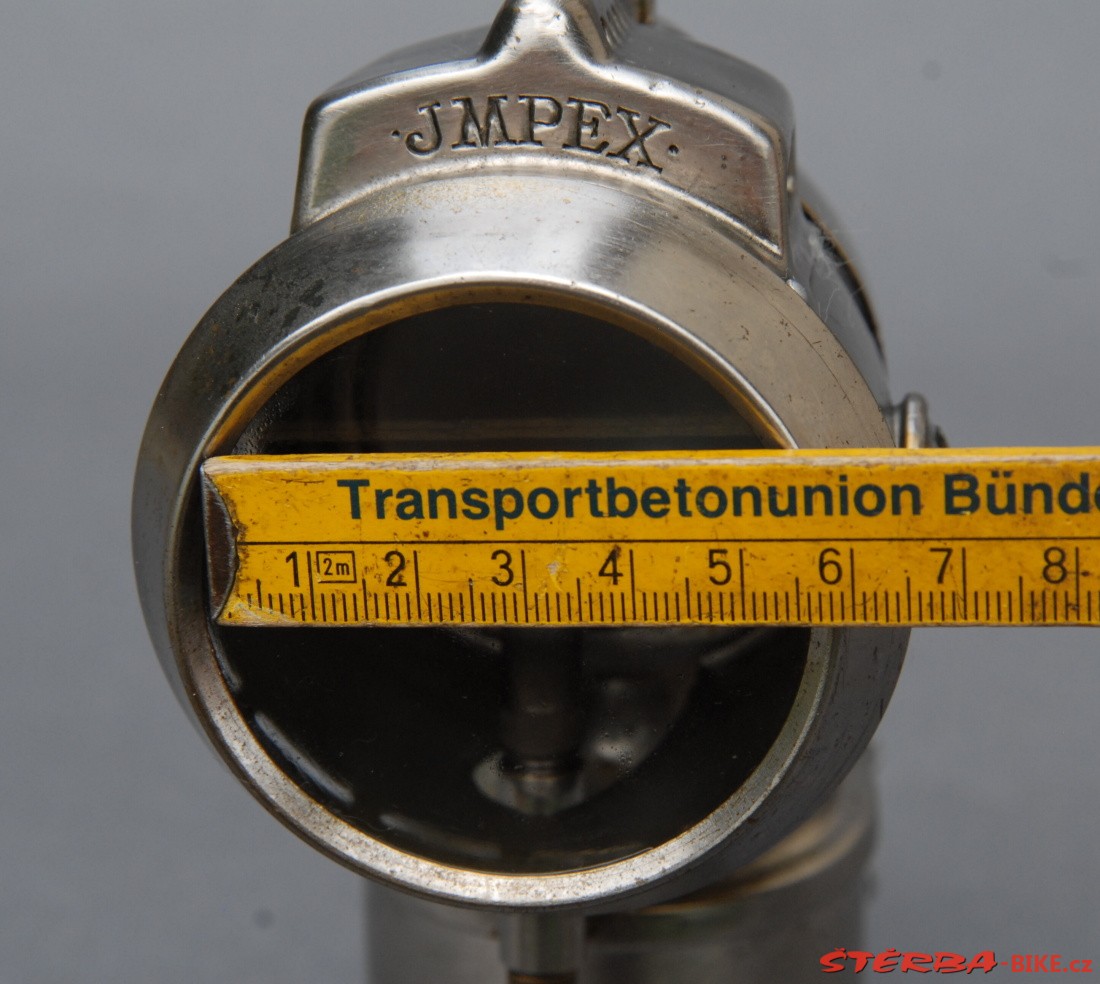 ·JMPEX·
Transportbetonunion Bünde
1 2m 2 3 4 5 6 7 8
ŠTĚRBA-BIKE.cz